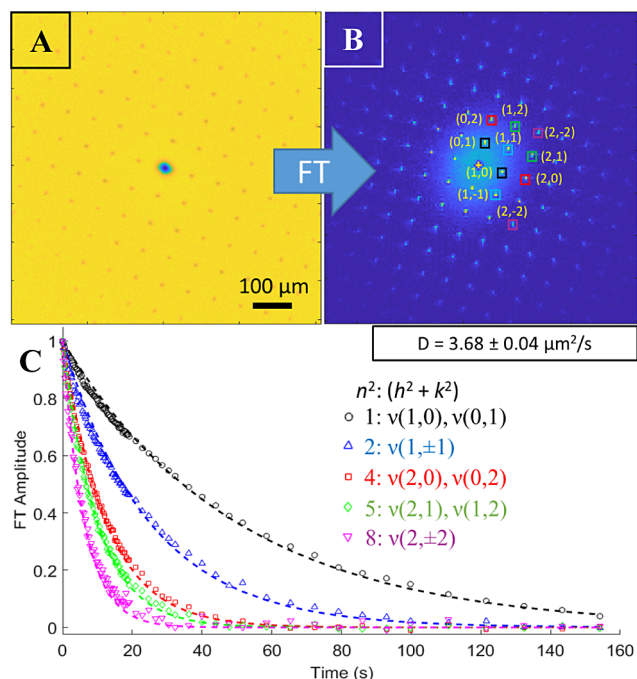 A
100 µm
FT
B
(0,2)
(1,2)
(2,-2)
(0,1)
(1,1)
(2,1)
(1,0)
(2,0)
(1,-1)
(2,-2)
D = 3.68 ± 0.04 µm²/s
C
n²: (h² + k²)
1: ν(1,0), ν(0,1)
2: ν(1,±1)
4: ν(2,0), ν(0,2)
5: ν(2,1), ν(1,2)
8: ν(2,±2)
FT Amplitude
1
0.8
0.6
0.4
0.2
0
0 20 40 60 80 100 120 140 160
Time (s)